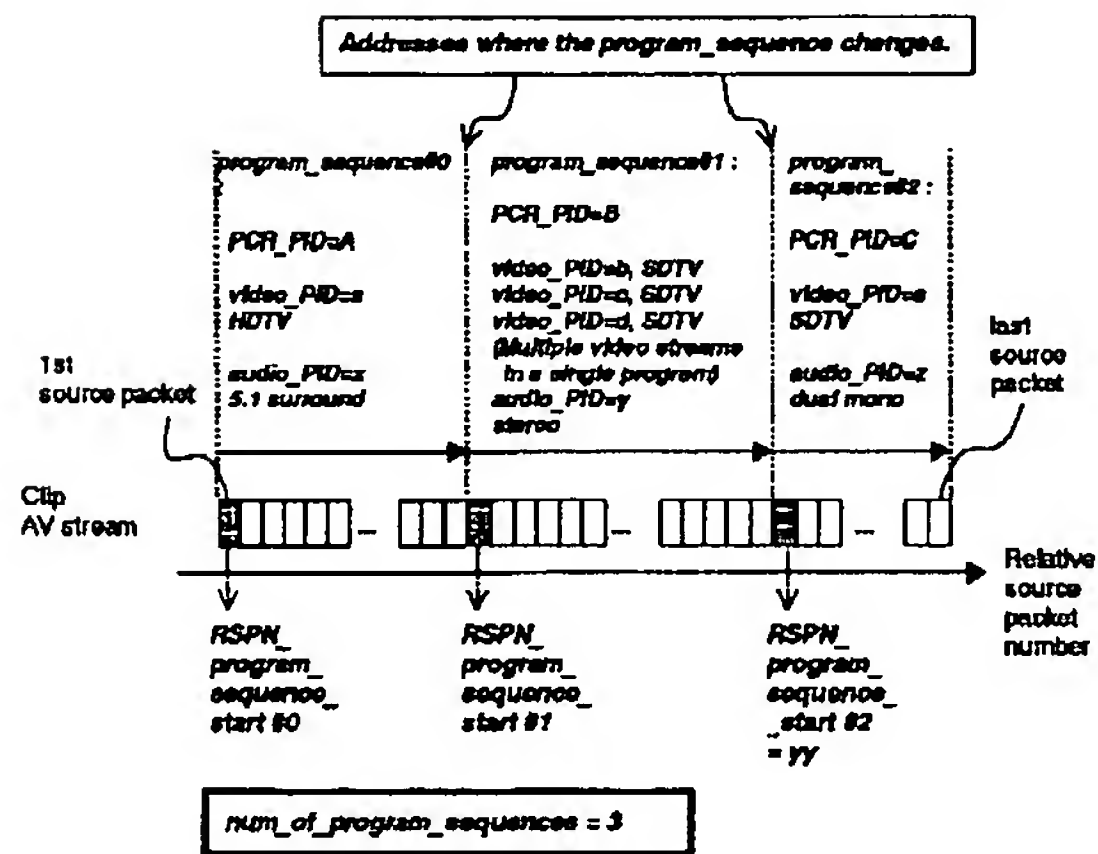 Addresses where the program_sequence changes.
program_sequence#0
PCR_PID=A
video_PID=a
HDTV
audio_PID=x
5.1 surround
program_sequence#1 :
PCR_PID=B
video_PID=b, SDTV
video_PID=c, SDTV
video_PID=d, SDTV
(Multiple video streams
in a single program)
audio_PID=y
stereo
program_
sequence#2 :
PCR_PID=C
video_PID=e
SDTV
audio_PID=z
dual mono
1st
source packet
last
source
packet
Clip
AV stream
...
...
...
Relative
source
packet
number
RSPN_
program_
sequence_
start #0
RSPN_
program_
sequence_
start #1
RSPN_
program_
sequence_
_start #2
= yy
num_of_program_sequences = 3